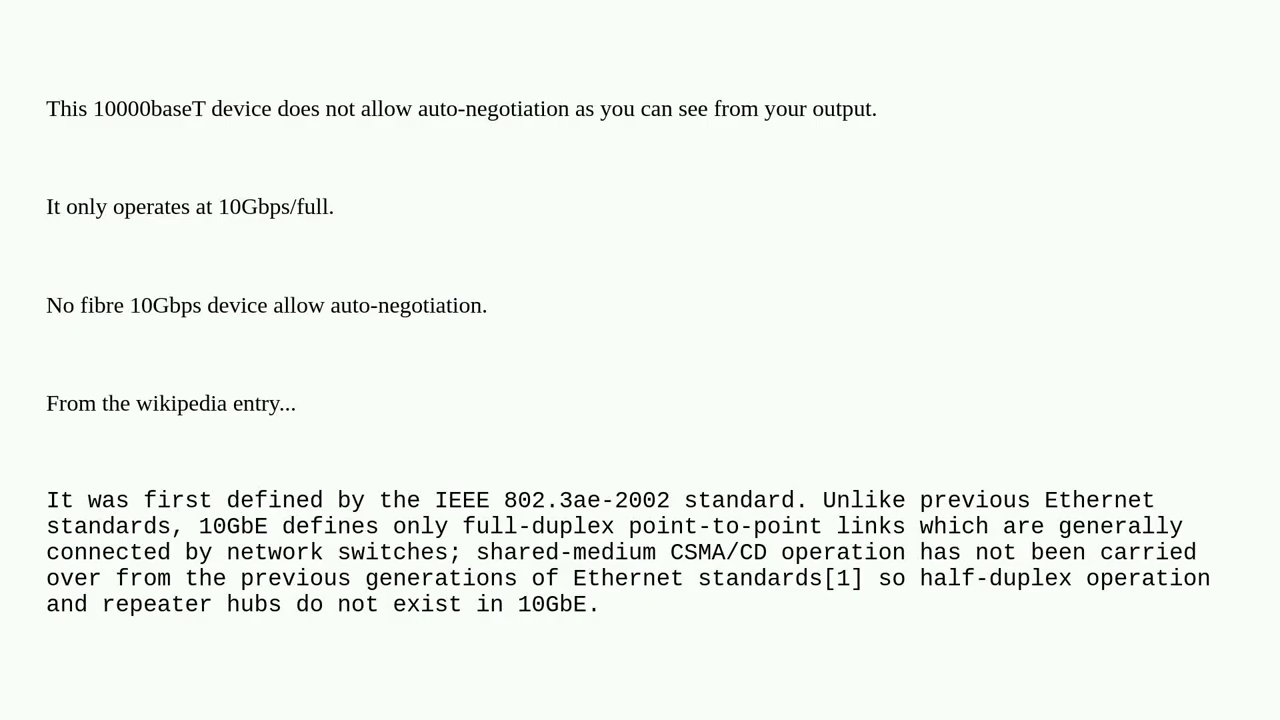 This 10000baseT device does not allow auto-negotiation as you can see from your output.
It only operates at 10Gbps/full.
No fibre 10Gbps device allow auto-negotiation.
From the wikipedia entry...
It was first defined by the IEEE 802.3ae-2002 standard. Unlike previous Ethernet
standards, 10GbE defines only full-duplex point-to-point links which are generally
connected by network switches; shared-medium CSMA/CD operation has not been carried
over from the previous generations of Ethernet standards[1] so half-duplex operation
and repeater hubs do not exist in 10GbE.